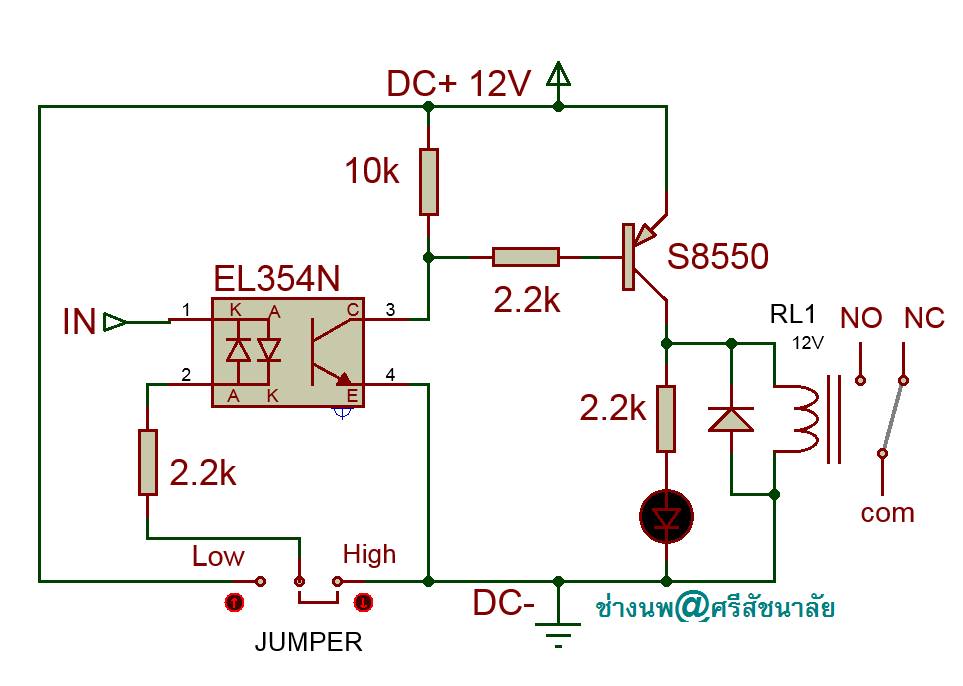 DC+ 12V
10k
S8550
EL354N
2.2k
IN
1
K
A
C
3
RL1
NO
NC
12V
2
A
K
E
4
2.2k
2.2k
com
Low
High
DC-
ช่างนพ@ศรีสัชนาลัย
JUMPER